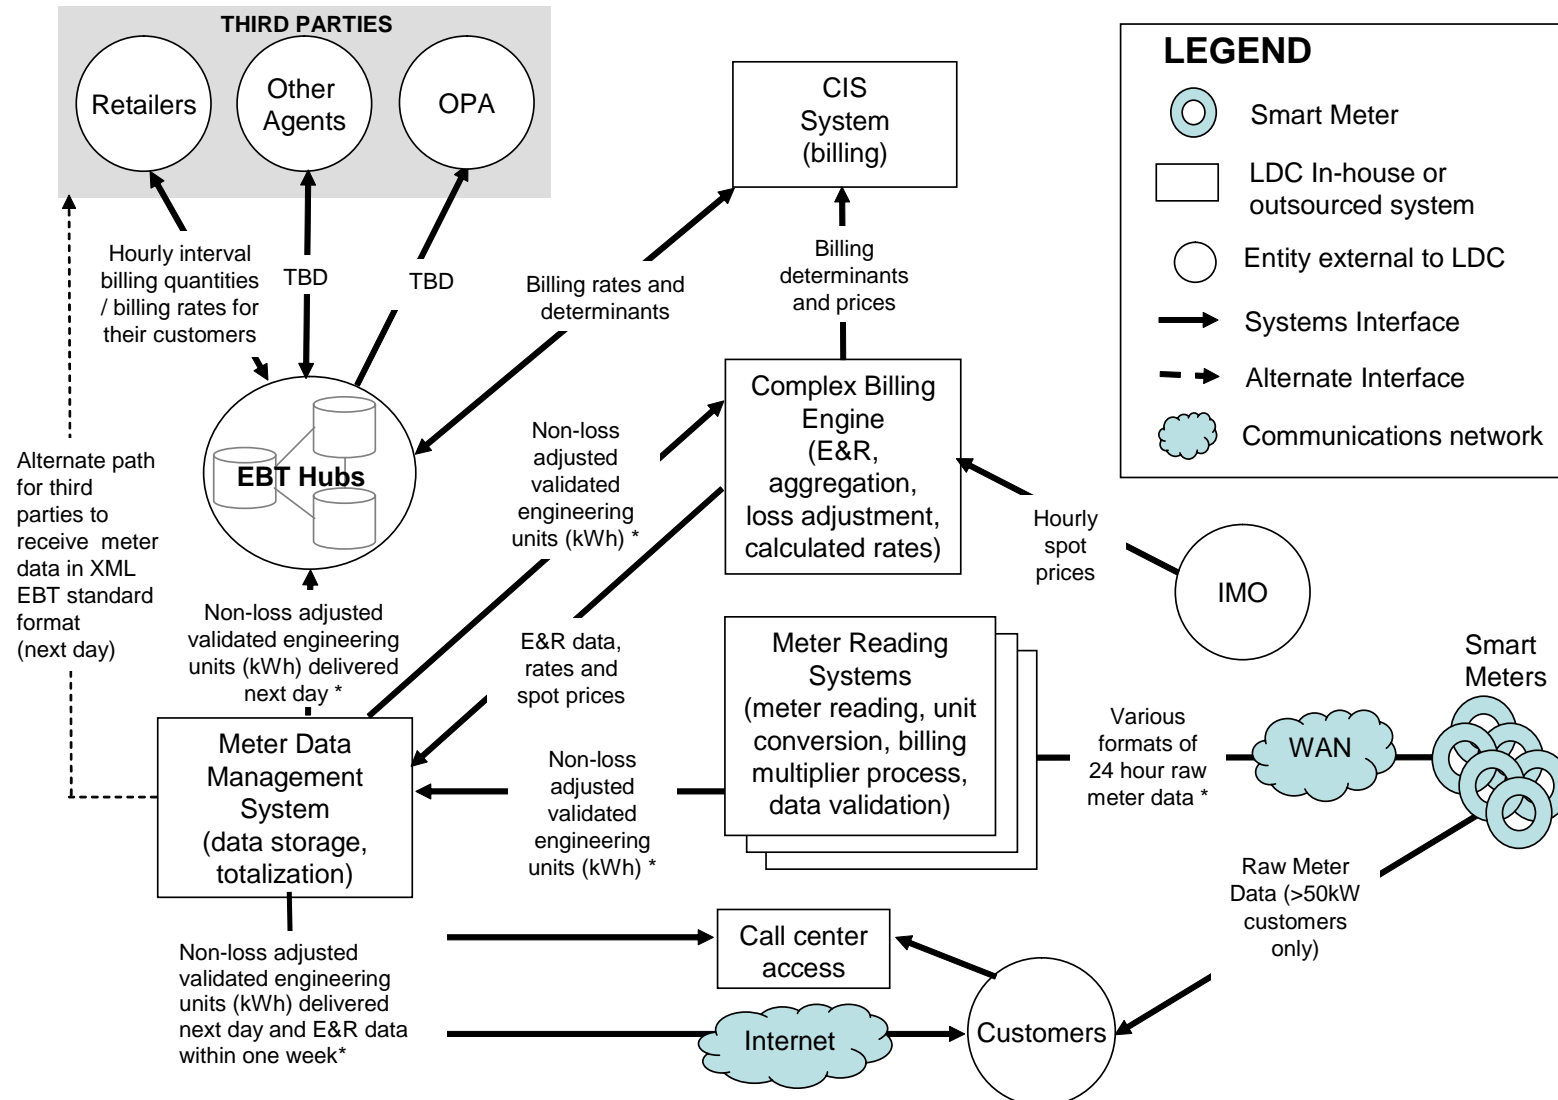 THIRD PARTIES
Retailers
Other
Agents
OPA
CIS
System
(billing)
LEGEND
Smart Meter
LDC In-house or
outsourced system
Entity external to LDC
Systems Interface
Alternate Interface
Communications network
Hourly interval
billing quantities
/ billing rates for
their customers
TBD
TBD
Billing rates and
determinants
Billing
determinants
and prices
EBT Hubs
Non-loss
adjusted
validated
engineering
units (kWh) *
Complex Billing
Engine
(E&R,
aggregation,
loss adjustment,
calculated rates)
Hourly
spot
prices
IMO
Alternate path
for third
parties to
receive meter
data in XML
EBT standard
format
(next day)
Non-loss adjusted
validated engineering
units (kWh) delivered
next day *
E&R data,
rates and
spot prices
Meter Reading
Systems
(meter reading, unit
conversion, billing
multiplier process,
data validation)
Smart
Meters
Various
formats of
24 hour raw
meter data *
WAN
Meter Data
Management
System
(data storage,
totalization)
Non-loss
adjusted
validated
engineering
units (kWh) *
Raw Meter
Data (>50kW
customers
only)
Non-loss adjusted
validated engineering
units (kWh) delivered
next day and E&R data
within one week*
Call center
access
Internet
Customers